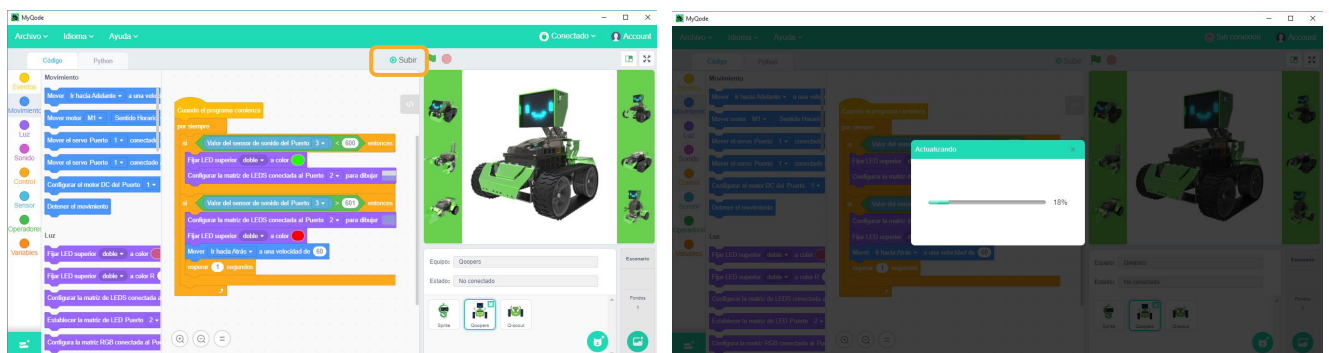 MyQode
Archivo Idioma Ayuda Conectado Account
Código Python Subir
Eventos
Movimiento
Luz
Sonido
Control
Sensor
Operadores
Variables
Movimiento
Mover Ir hacia Adelante a una velo
Mover motor M1 Sentido Horario
Mover el servo Puerto 1 conectado
Mover el servo Puerto 1 conectado
Configurar el motor DC del Puerto 1
Detener el movimiento
Luz
Fijar LED superior doble a color
Fijar LED superior doble a color R
Configurar la matriz de LEDS conectada a
Establecer la matriz de LED Puerto 2
Configura la matriz RGB conectada al Pue
Cuando el programa comienza
por siempre
si Valor del sensor de sonido del Puerto 3 < 600 entonces
Fijar LED superior doble a color
Configurar la matriz de LEDS conectada al Puerto 2 para dibujar
si Valor del sensor de sonido del Puerto 3 > 601 entonces
Configurar la matriz de LEDS conectada al Puerto 2 para dibujar
Fijar LED superior doble a color
Mover Ir hacia Atrás a una velocidad de 60
esperar 1 segundos
Equipo: Qoopers
Estado: No conectado
Escenario
Fondos
Sprite Qoopers Q-scout
MyQode
Archivo Idioma Ayuda Sin conexión Account
Código Python Subir
Actualizando ×
18%